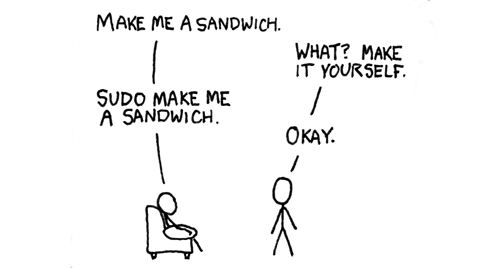 MAKE ME A SANDWICH.
WHAT? MAKE
IT YOURSELF.
SUDO MAKE ME
A SANDWICH.
OKAY.